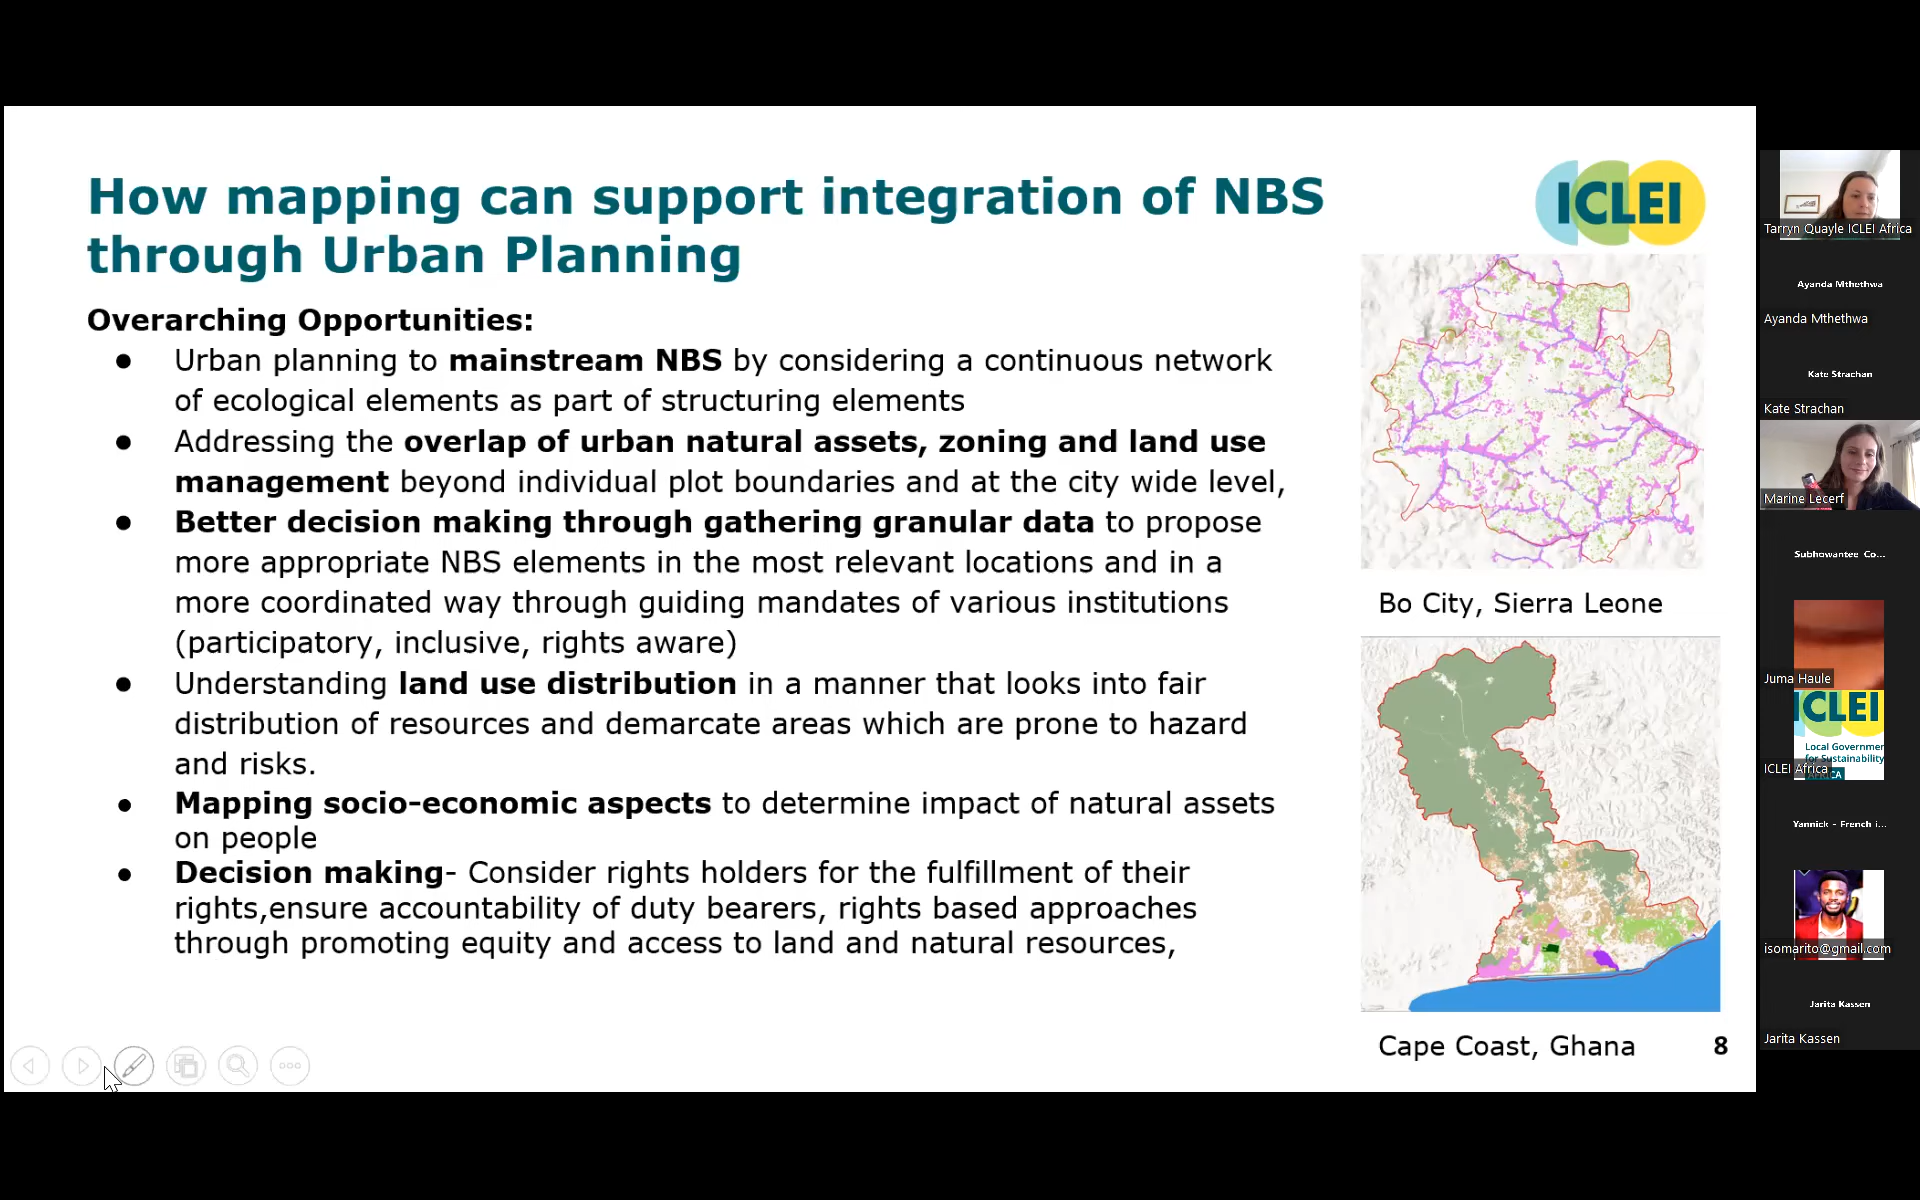 How mapping can support integration of NBS
through Urban Planning
ICLEI
Overarching Opportunities:
● Urban planning to mainstream NBS by considering a continuous network
of ecological elements as part of structuring elements
● Addressing the overlap of urban natural assets, zoning and land use
management beyond individual plot boundaries and at the city wide level,
● Better decision making through gathering granular data to propose
more appropriate NBS elements in the most relevant locations and in a
more coordinated way through guiding mandates of various institutions
(participatory, inclusive, rights aware)
● Understanding land use distribution in a manner that looks into fair
distribution of resources and demarcate areas which are prone to hazard
and risks.
● Mapping socio-economic aspects to determine impact of natural assets
on people
● Decision making- Consider rights holders for the fulfillment of their
rights,ensure accountability of duty bearers, rights based approaches
through promoting equity and access to land and natural resources,
Bo City, Sierra Leone
Cape Coast, Ghana
8
Tarryn Quayle ICLEI Africa
Ayanda Mthethwa
Ayanda Mthethwa
Kate Strachan
Kate Strachan
Marine Lecerf
Subhowantee Co...
Juma Haule
ICLEI
Local Governmen
for Sustainability
ICLEI Africa
Yannick - French i...
isomarito@gmail.com
Jarita Kassen
Jarita Kassen